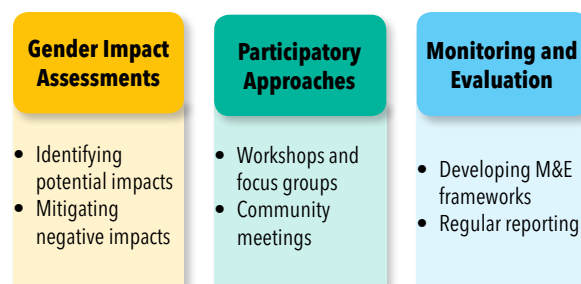 Gender Impact
Assessments
• Identifying
potential impacts
• Mitigating
negative impacts
Participatory
Approaches
• Workshops and
focus groups
• Community
meetings
Monitoring and
Evaluation
• Developing M&E
frameworks
• Regular reporting